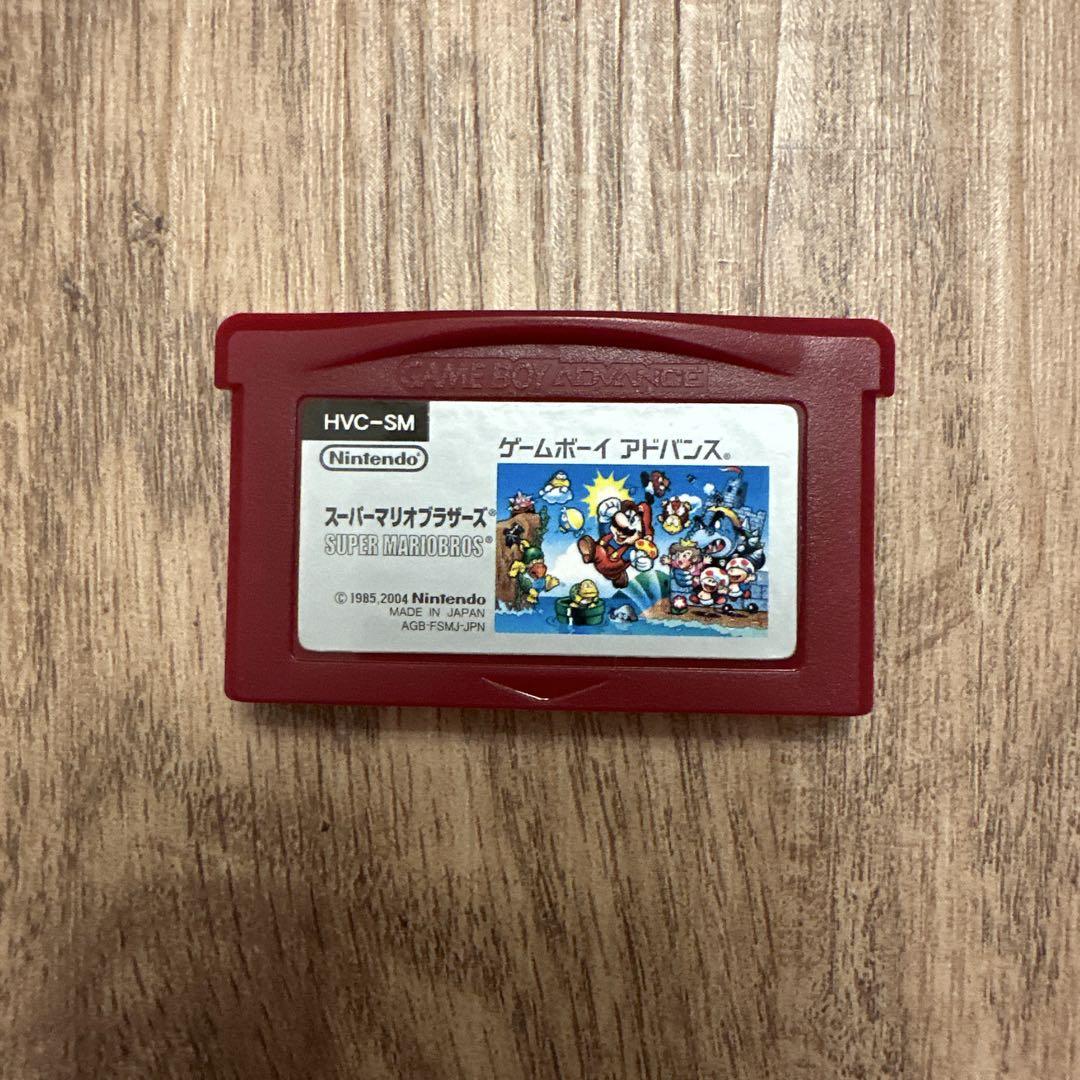 GAME BOY ADVANCE
HVC-SM
Nintendo®
ゲームボーイ アドバンス®
スーパーマリオブラザーズ®
SUPER MARIOBROS®
© 1985,2004 Nintendo
MADE IN JAPAN
AGB-FSMJ-JPN